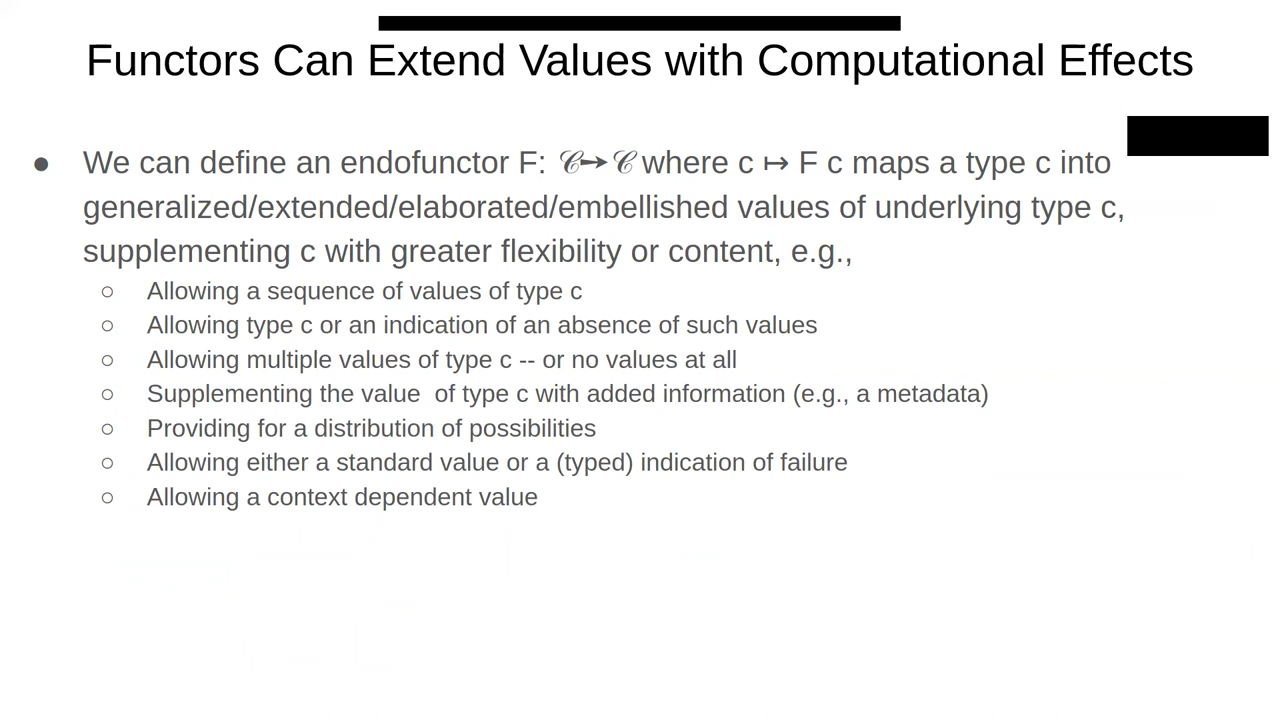 Functors Can Extend Values with Computational Effects
● We can define an endofunctor F: 𝒞→𝒞 where c ↦ F c maps a type c into
generalized/extended/elaborated/embellished values of underlying type c,
supplementing c with greater flexibility or content, e.g.,
○ Allowing a sequence of values of type c
○ Allowing type c or an indication of an absence of such values
○ Allowing multiple values of type c -- or no values at all
○ Supplementing the value  of type c with added information (e.g., a metadata)
○ Providing for a distribution of possibilities
○ Allowing either a standard value or a (typed) indication of failure
○ Allowing a context dependent value